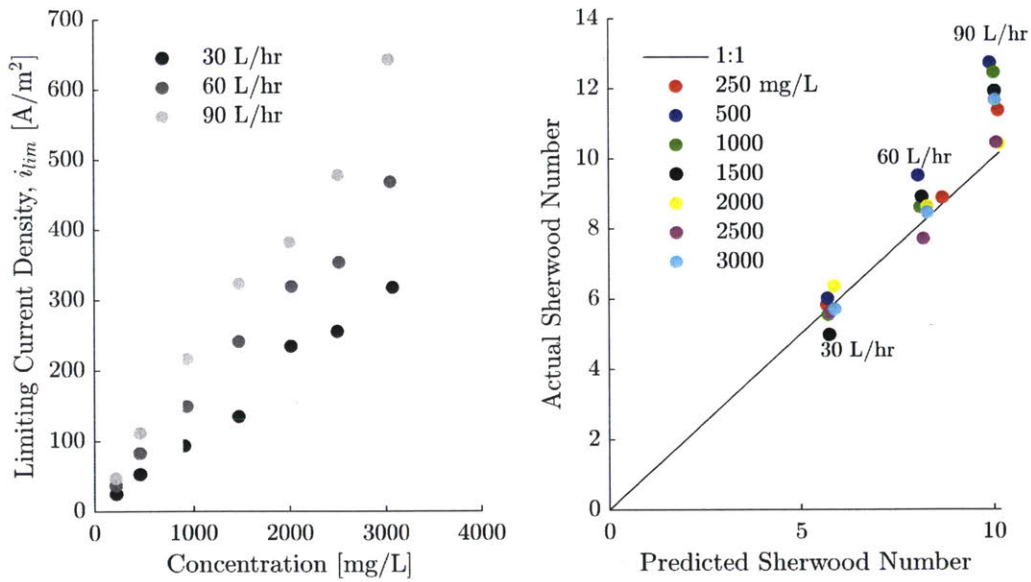 700
600
500
400
300
200
100
0
0
1000
2000
3000
4000
Limiting Current Density, i_lim [A/m²]
Concentration [mg/L]
30 L/hr
60 L/hr
90 L/hr
14
12
10
8
6
4
2
0
0
5
10
Actual Sherwood Number
Predicted Sherwood Number
1:1
250 mg/L
500
1000
1500
2000
2500
3000
90 L/hr
60 L/hr
30 L/hr